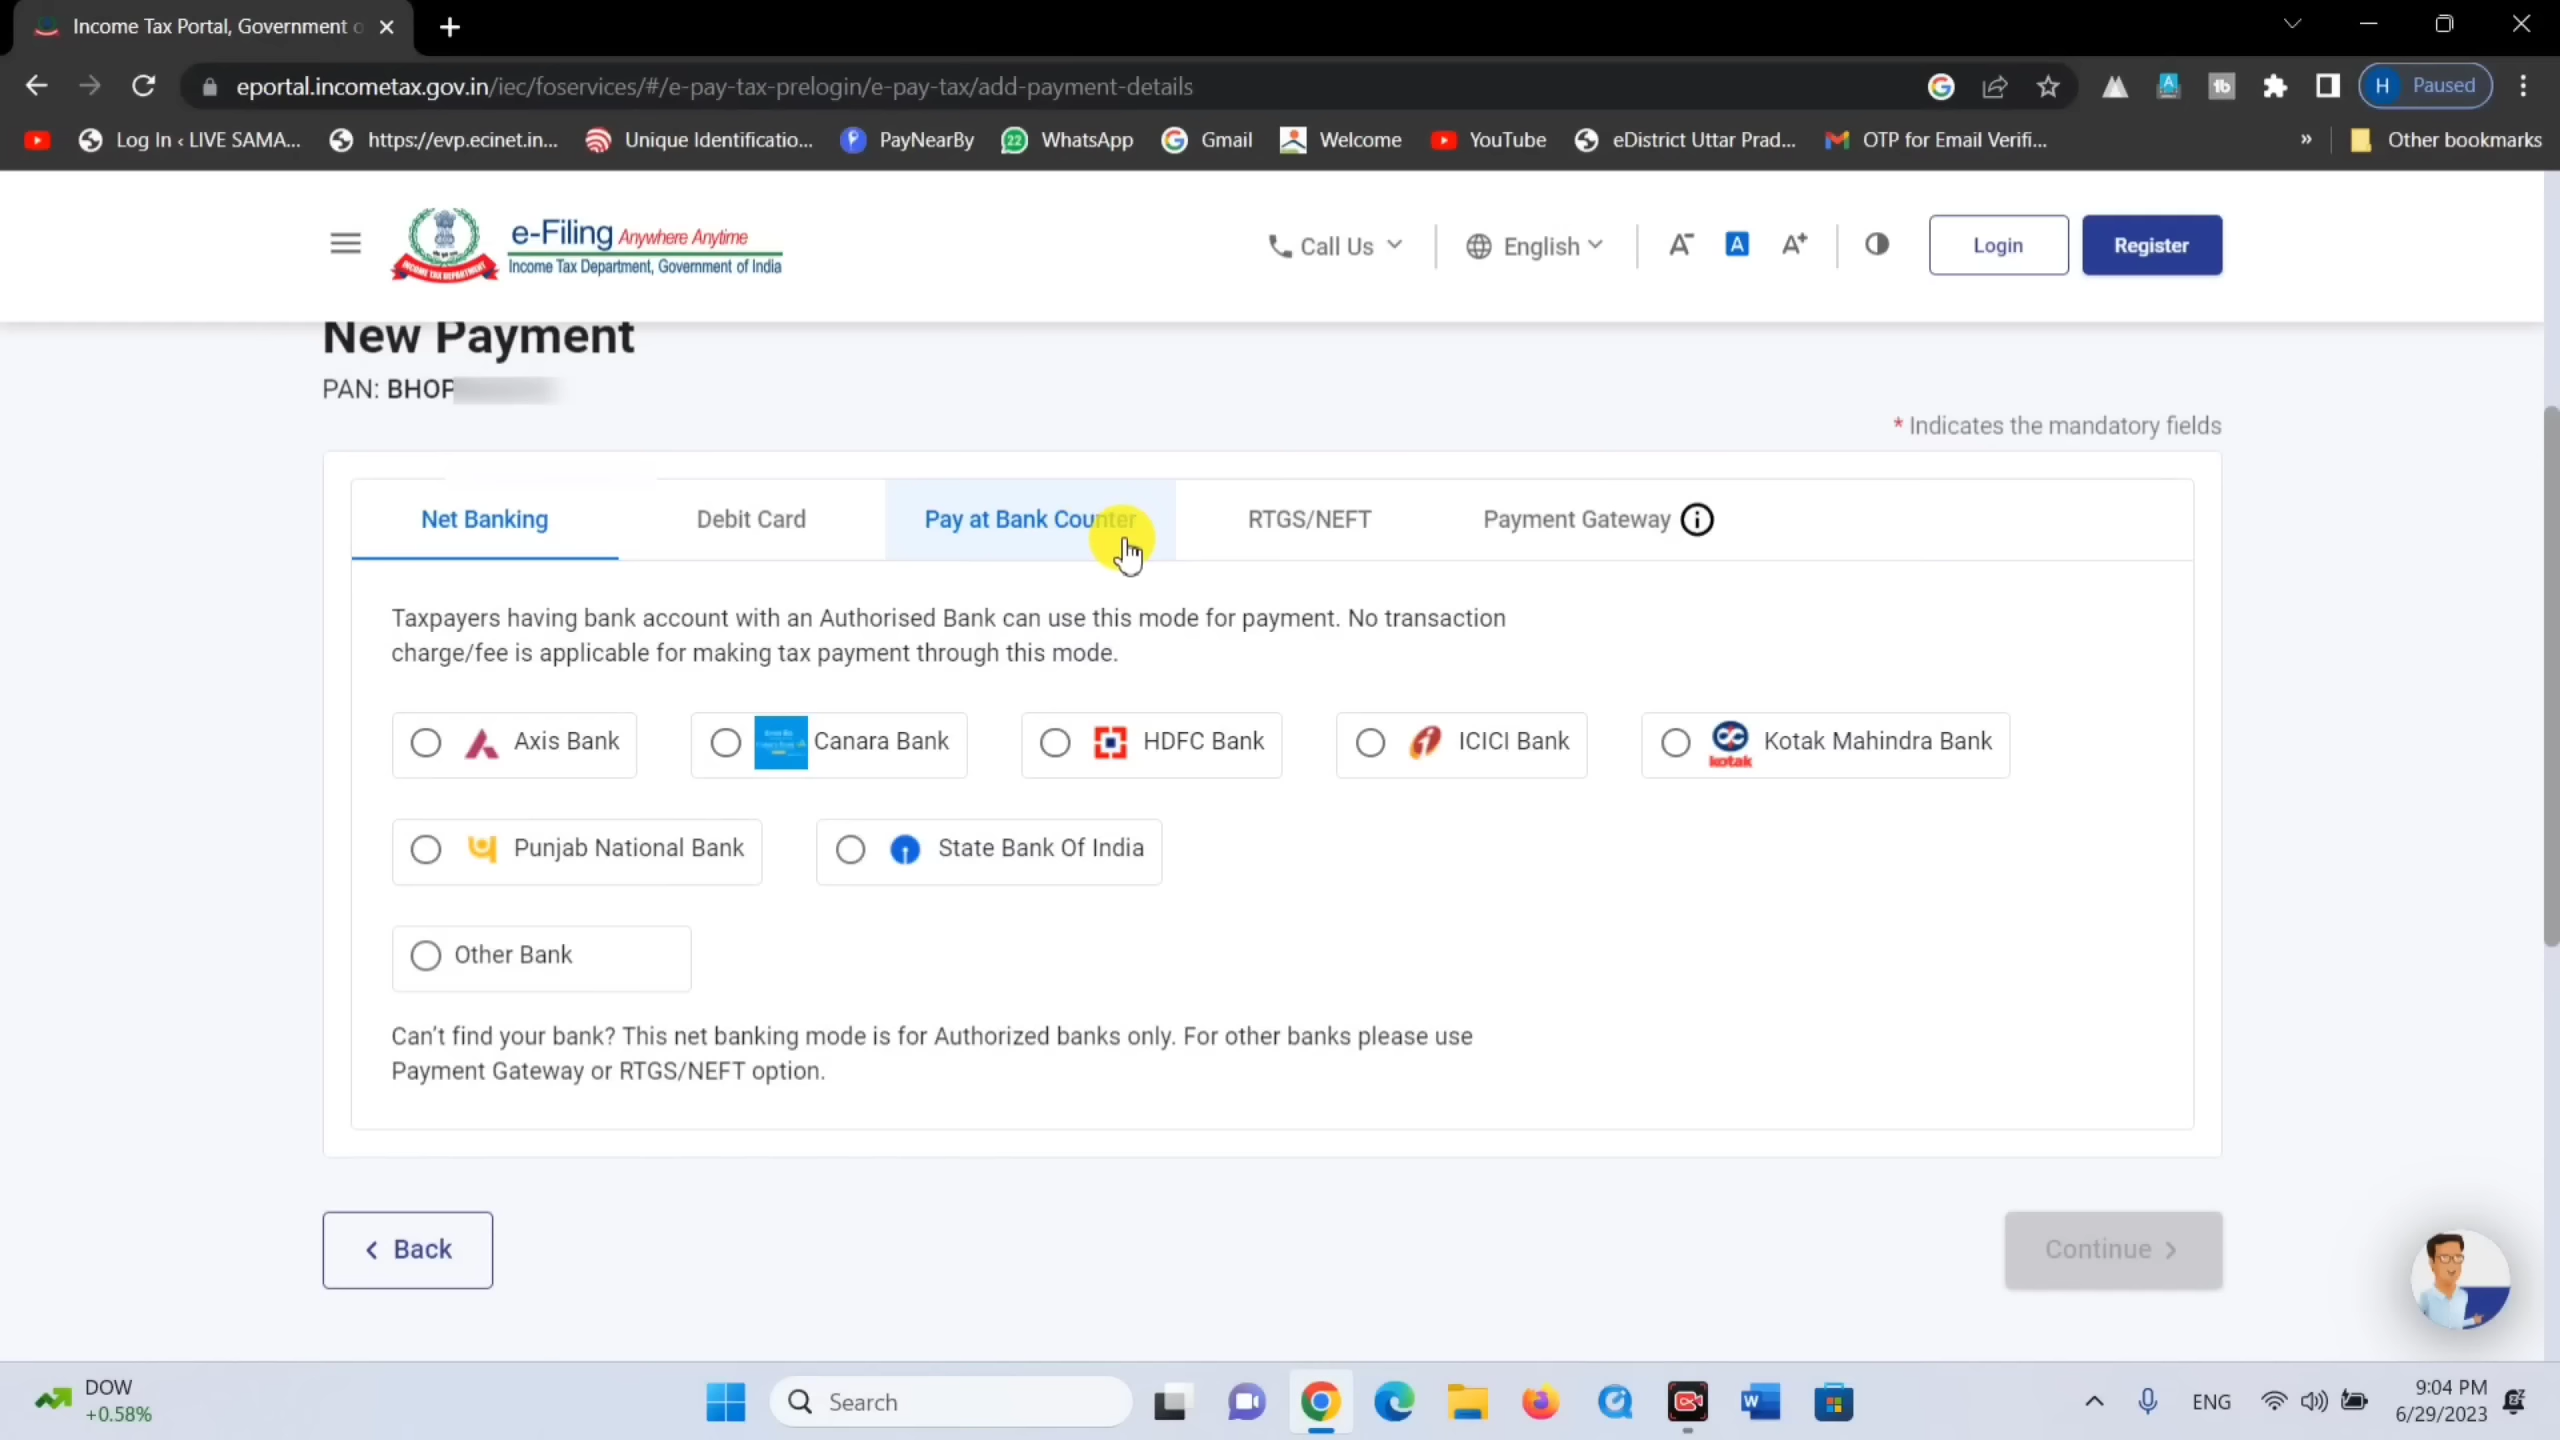 Income Tax Portal, Government o
eportal.incometax.gov.in/iec/foservices/#/e-pay-tax-prelogin/e-pay-tax/add-payment-details
H Paused
Log In ‹ LIVE SAMA...
https://evp.ecinet.in...
Unique Identificatio...
PayNearBy
22
WhatsApp
Gmail
Welcome
YouTube
eDistrict Uttar Prad...
OTP for Email Verifi...
»
Other bookmarks
INCOME TAX DEPARTMENT
e-Filing Anywhere Anytime
Income Tax Department, Government of India
Call Us
English
A-
A
A+
Login
Register
New Payment
PAN: BHOP
* Indicates the mandatory fields
Net Banking
Debit Card
Pay at Bank Counter
RTGS/NEFT
Payment Gateway
Taxpayers having bank account with an Authorised Bank can use this mode for payment. No transaction
charge/fee is applicable for making tax payment through this mode.
Axis Bank
Canara Bank
HDFC Bank
ICICI Bank
kotak
Kotak Mahindra Bank
Punjab National Bank
State Bank Of India
Other Bank
Can't find your bank? This net banking mode is for Authorized banks only. For other banks please use
Payment Gateway or RTGS/NEFT option.
Back
Continue
DOW
+0.58%
Search
ENG
9:04 PM
6/29/2023